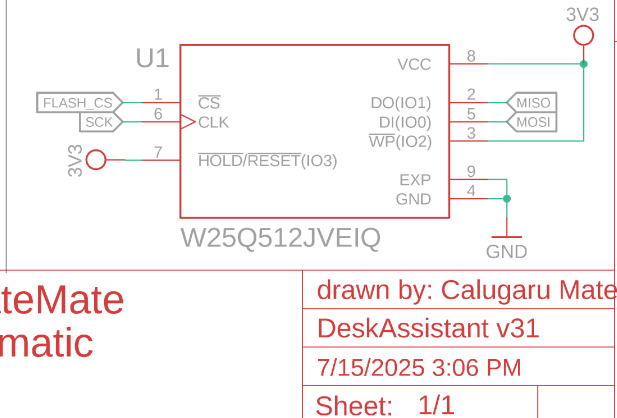 3V3
U1
VCC 8
FLASH_CS 1 CS DO(IO1) 2 MISO
SCK 6 CLK DI(IO0) 5 MOSI
WP(IO2) 3
3V3 7 HOLD/RESET(IO3)
EXP 9
GND 4
W25Q512JVEIQ
GND
ateMate
matic
drawn by: Calugaru Mate
DeskAssistant v31
7/15/2025 3:06 PM
Sheet: 1/1